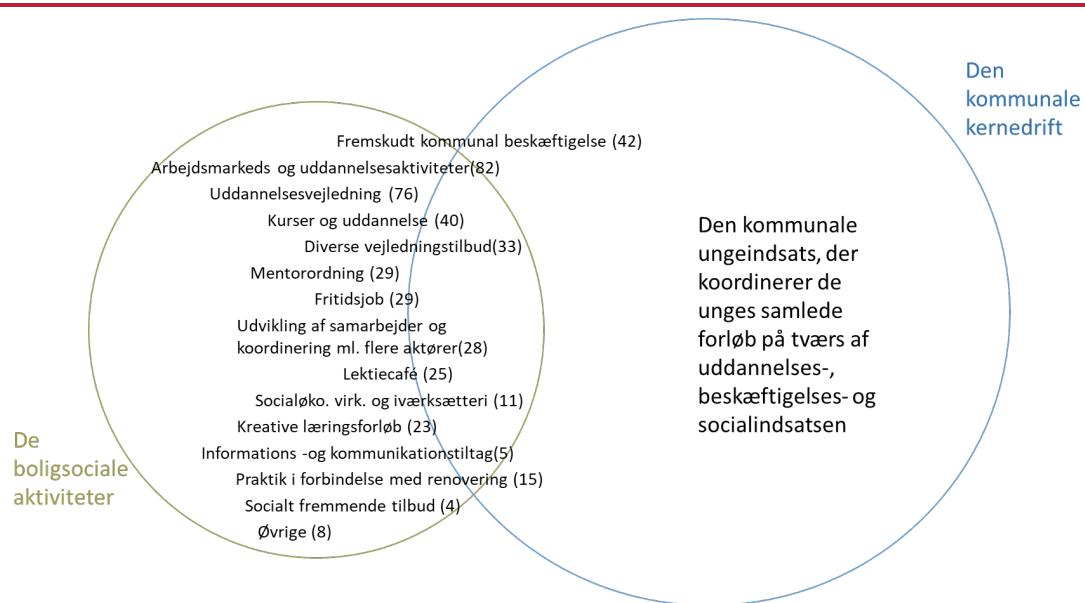 Den
kommunale
kernedrift
Fremskudt kommunal beskæftigelse (42)
Arbejdsmarkeds og uddannelsesaktiviteter(82)
Uddannelsesvejledning (76)
Kurser og uddannelse (40)
Diverse vejledningstilbud(33)
Mentorordning (29)
Fritidsjob (29)
Udvikling af samarbejder og
koordinering ml. flere aktører(28)
Lektiecafé (25)
Socialøko. virk. og iværksætteri (11)
Kreative læringsforløb (23)
Informations -og kommunikationstiltag(5)
Praktik i forbindelse med renovering (15)
Socialt fremmende tilbud (4)
Øvrige (8)
Den kommunale
ungeindsats, der
koordinerer de
unges samlede
forløb på tværs af
uddannelses-,
beskæftigelses- og
socialindsatsen
De
boligsociale
aktiviteter